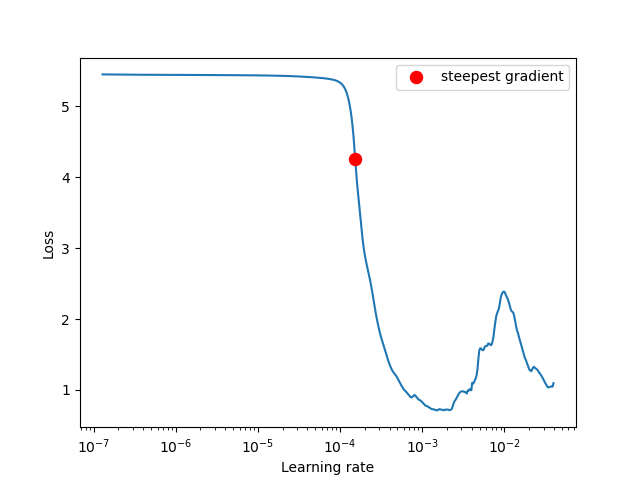 steepest gradient
Loss
5
4
3
2
1
10⁻⁷ 10⁻⁶ 10⁻⁵ 10⁻⁴ 10⁻³ 10⁻²
Learning rate